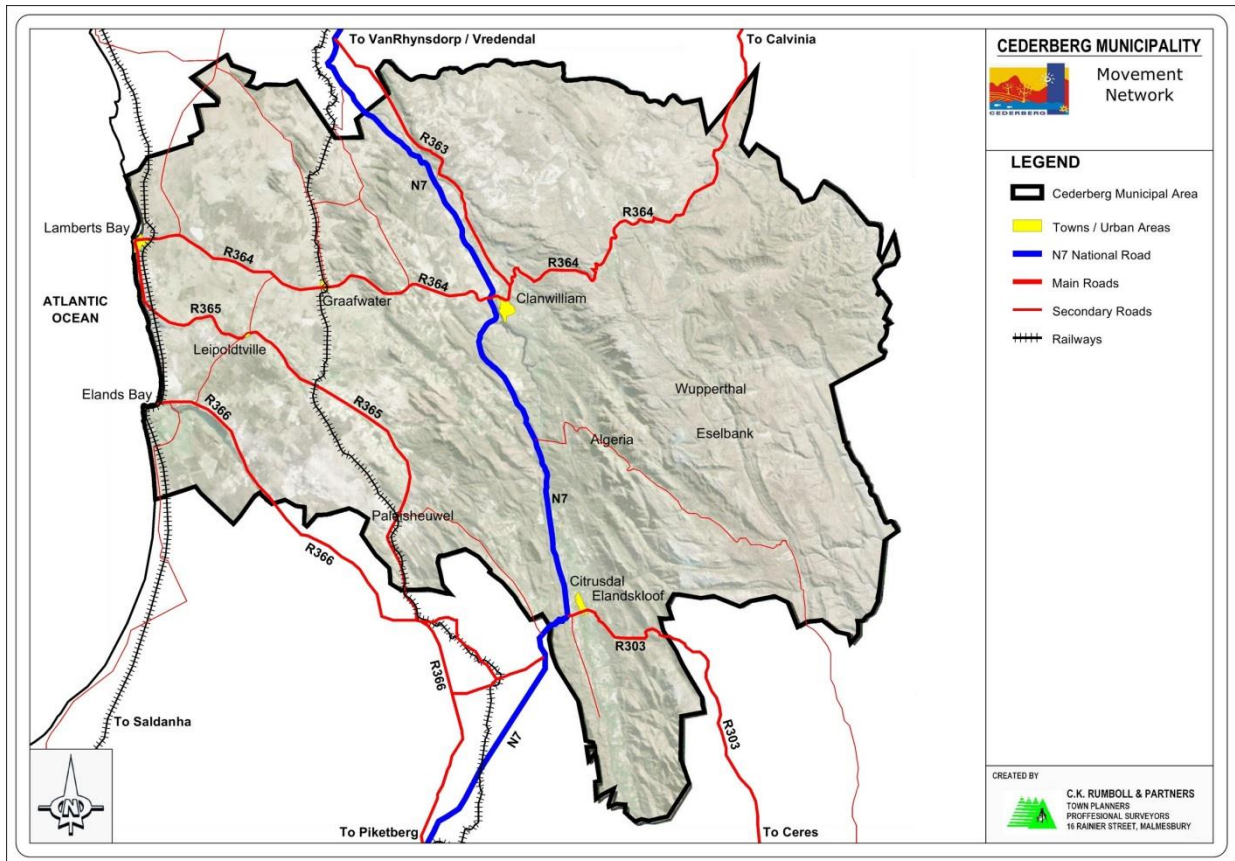 To VanRhynsdorp / Vredendal
To Calvinia
R363
N7
R364
R364
Lamberts Bay
R364
R364
Graafwater
Clanwilliam
ATLANTIC
OCEAN
R365
Leipoldtville
Elands Bay
R366
R365
Wupperthal
Algeria
Eselbank
N7
Paleisheuwel
R366
Citrusdal
Elandskloof
R303
R366
R303
N7
To Saldanha
To Piketberg
To Ceres
N
CEDERBERG MUNICIPALITY
CEDERBERG
Movement
Network
LEGEND
Cederberg Municipal Area
Towns / Urban Areas
N7 National Road
Main Roads
Secondary Roads
Railways
CREATED BY
C.K. RUMBOLL & PARTNERS
TOWN PLANNERS
PROFFESIONAL SURVEYORS
16 RAINIER STREET, MALMESBURY